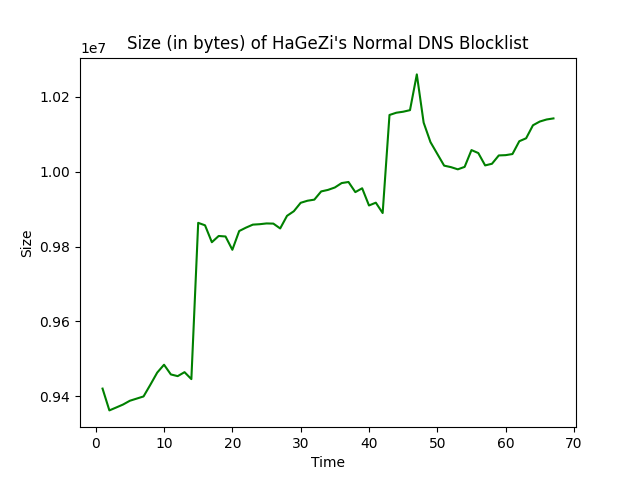 Size (in bytes) of HaGeZi's Normal DNS Blocklist
1e7
1.02
1.00
0.98
0.96
0.94
Size
0 10 20 30 40 50 60 70
Time